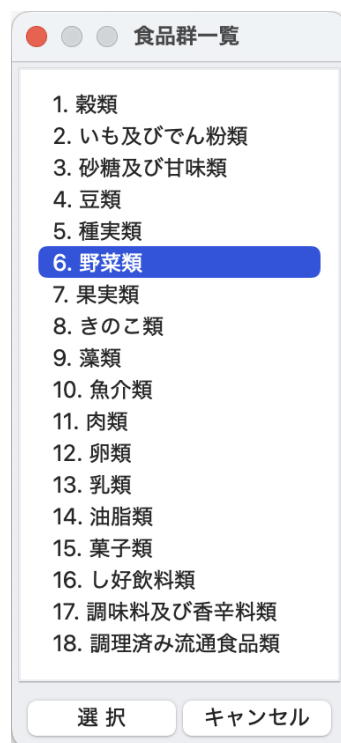 食品群一覧
1. 穀類
2. いも及びでん粉類
3. 砂糖及び甘味類
4. 豆類
5. 種実類
6. 野菜類
7. 果実類
8. きのこ類
9. 藻類
10. 魚介類
11. 肉類
12. 卵類
13. 乳類
14. 油脂類
15. 菓子類
16. し好飲料類
17. 調味料及び香辛料類
18. 調理済み流通食品類
選 択 キャンセル